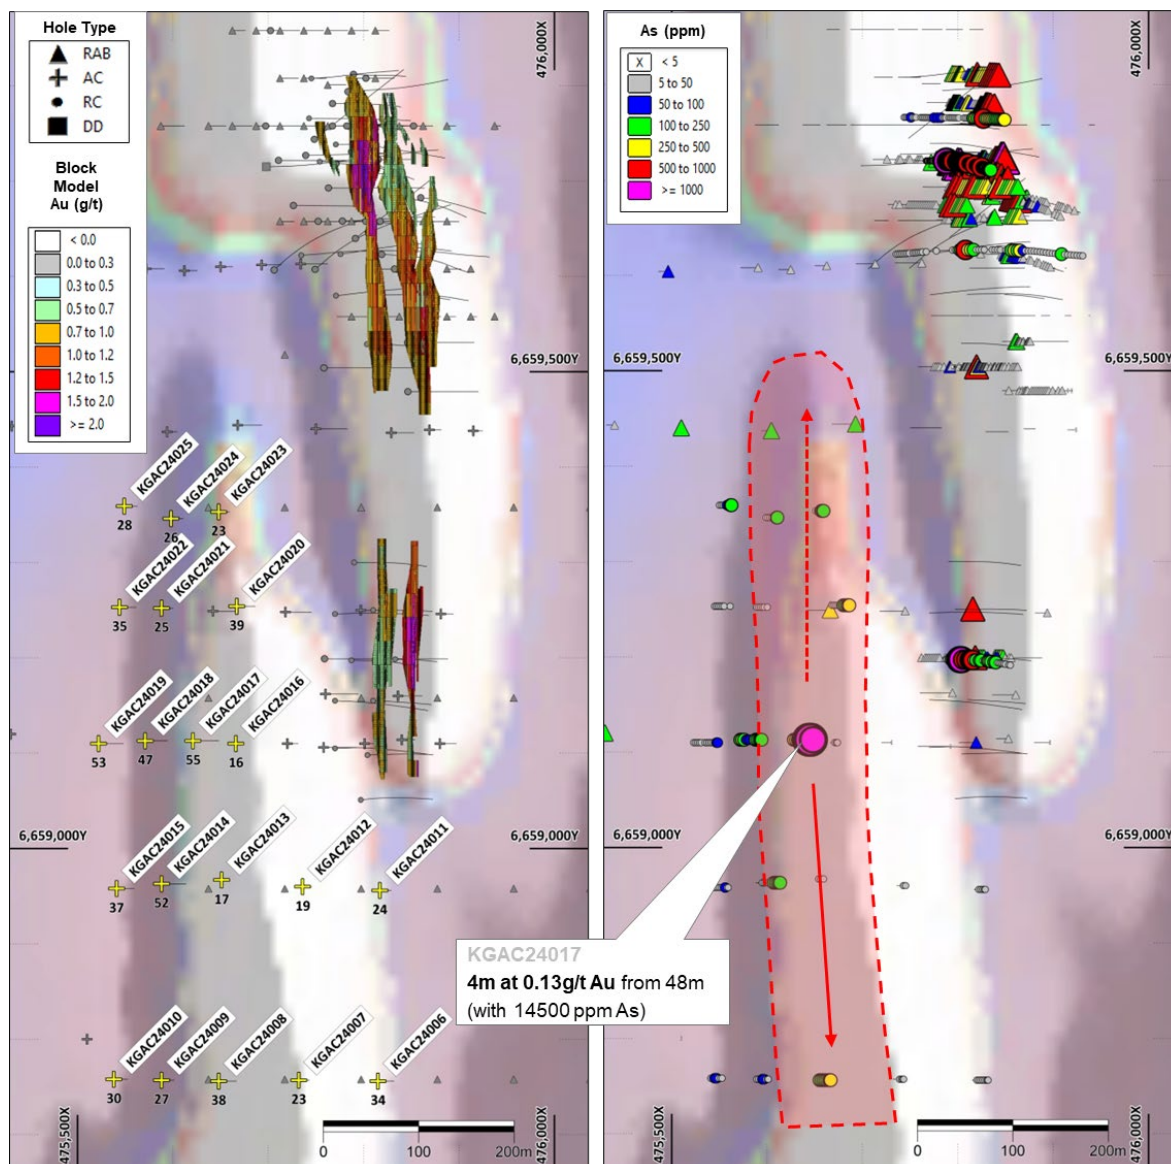 Hole Type
RAB
AC
RC
DD
Block
Model
Au (g/t)
< 0.0
0.0 to 0.3
0.3 to 0.5
0.5 to 0.7
0.7 to 1.0
1.0 to 1.2
1.2 to 1.5
1.5 to 2.0
>= 2.0
476,000X
6,659,500Y
KGAC24025
KGAC24024
KGAC24023
28
26
23
KGAC24022
KGAC24021
KGAC24020
35
25
39
KGAC24019
KGAC24018
KGAC24017
KGAC24016
53
47
55
16
6,659,000Y
KGAC24015
KGAC24014
KGAC24013
KGAC24012
KGAC24011
37
52
17
19
24
KGAC24010
KGAC24009
KGAC24008
KGAC24007
KGAC24006
30
27
38
23
34
475,500X
476,000X
0
100
200m
As (ppm)
X < 5
5 to 50
50 to 100
100 to 250
250 to 500
500 to 1000
>= 1000
476,000X
6,659,500Y
6,659,000Y
KGAC24017
4m at 0.13g/t Au from 48m
(with 14500 ppm As)
475,500X
476,000X
0
100
200m